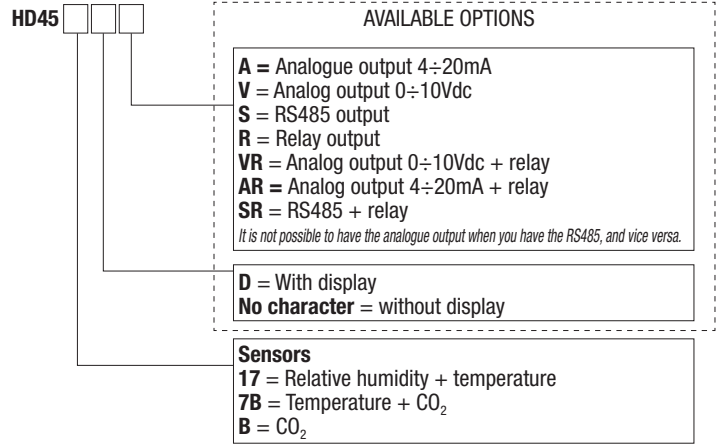 HD45
AVAILABLE OPTIONS
A = Analogue output 4÷20mA
V = Analog output 0÷10Vdc
S = RS485 output
R = Relay output
VR = Analog output 0÷10Vdc + relay
AR = Analog output 4÷20mA + relay
SR = RS485 + relay
It is not possible to have the analogue output when you have the RS485, and vice versa.
D = With display
No character = without display
Sensors
17 = Relative humidity + temperature
7B = Temperature + CO₂
B = CO₂